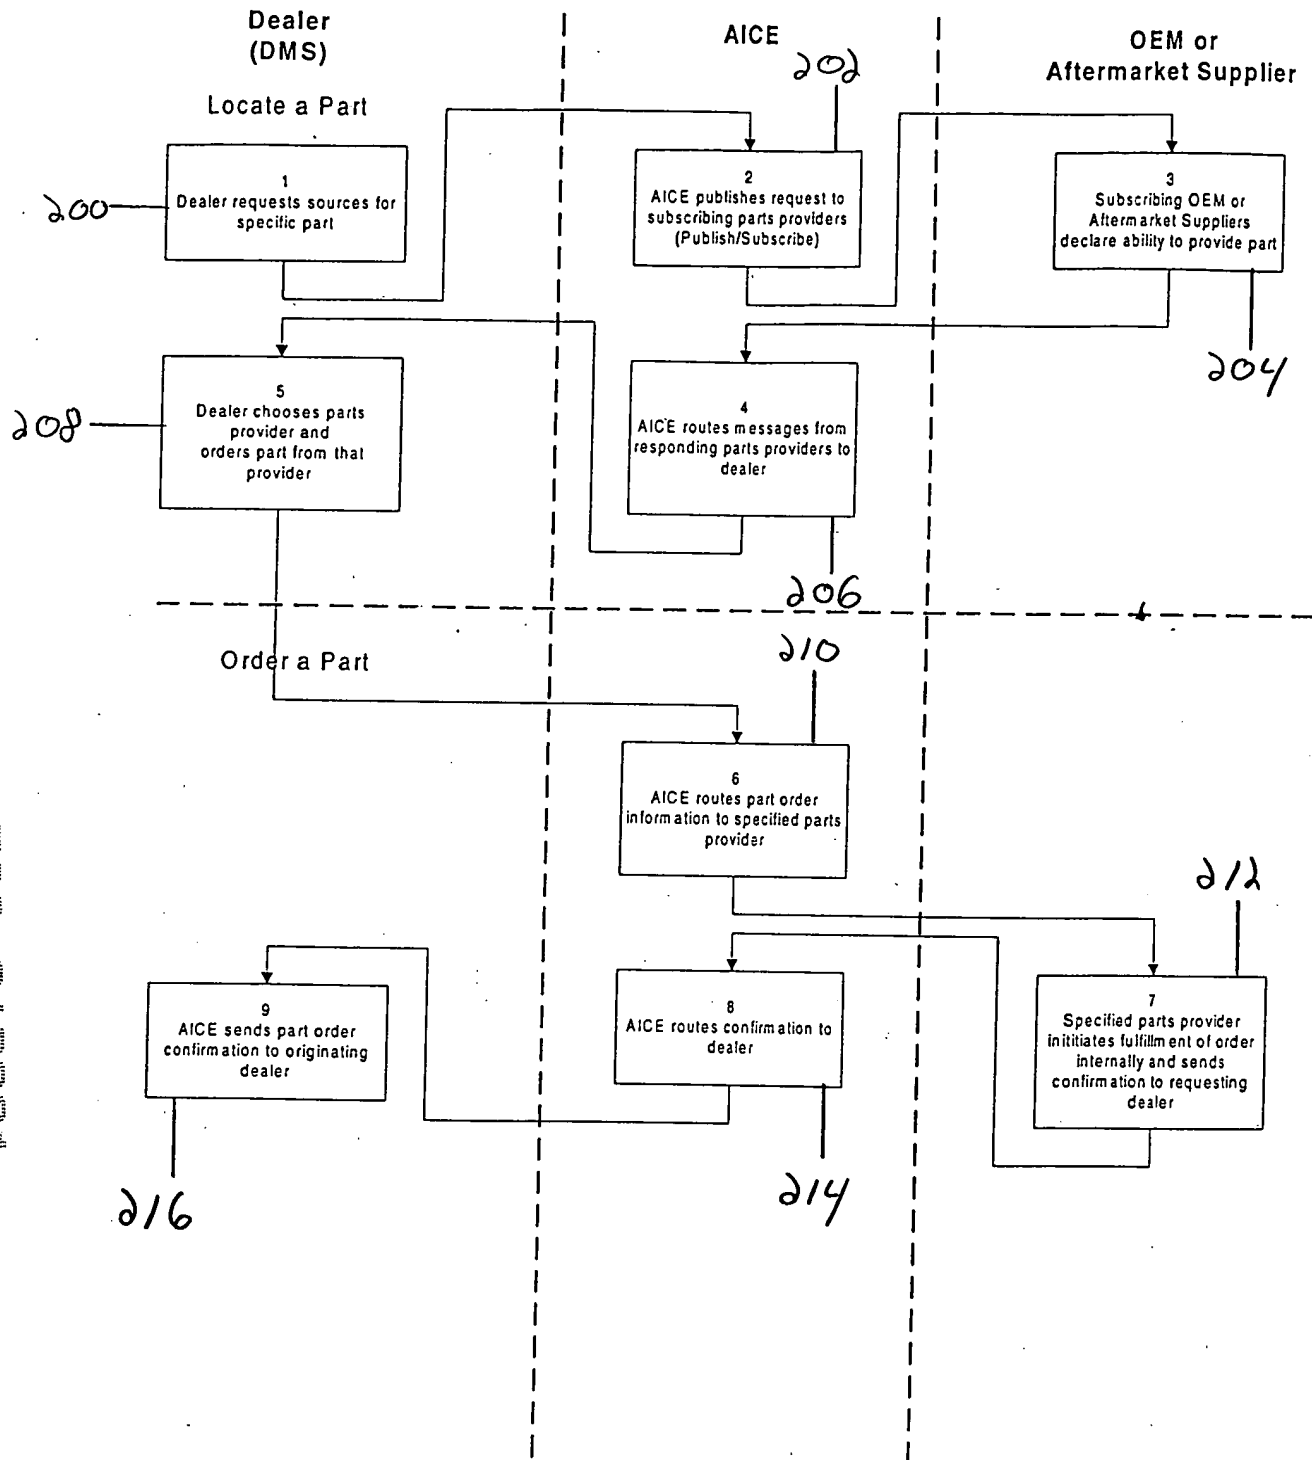 Dealer
(DMS)
AICE
OEM or
Aftermarket Supplier
202
Locate a Part
200
1
Dealer requests sources for
specific part
2
AICE publishes request to
subscribing parts providers
(Publish/Subscribe)
3
Subscribing OEM or
Aftermarket Suppliers
declare ability to provide part
204
208
5
Dealer chooses parts
provider and
orders part from that
provider
4
AICE routes messages from
responding parts providers to
dealer
206
Order a Part
210
6
AICE routes part order
information to specified parts
provider
212
9
AICE sends part order
confirmation to originating
dealer
8
AICE routes confirmation to
dealer
7
Specified parts provider
inititiates fulfillment of order
internally and sends
confirmation to requesting
dealer
216
214